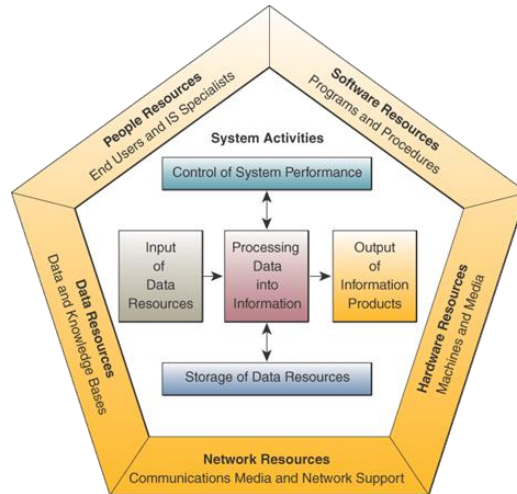 People Resources
End Users and IS Specialists
Software Resources
Programs and Procedures
System Activities
Control of System Performance
Input
of
Data
Resources
Processing
Data
into
Information
Output
of
Information
Products
Storage of Data Resources
Data Resources
Data and Knowledge Bases
Hardware Resources
Machines and Media
Network Resources
Communications Media and Network Support